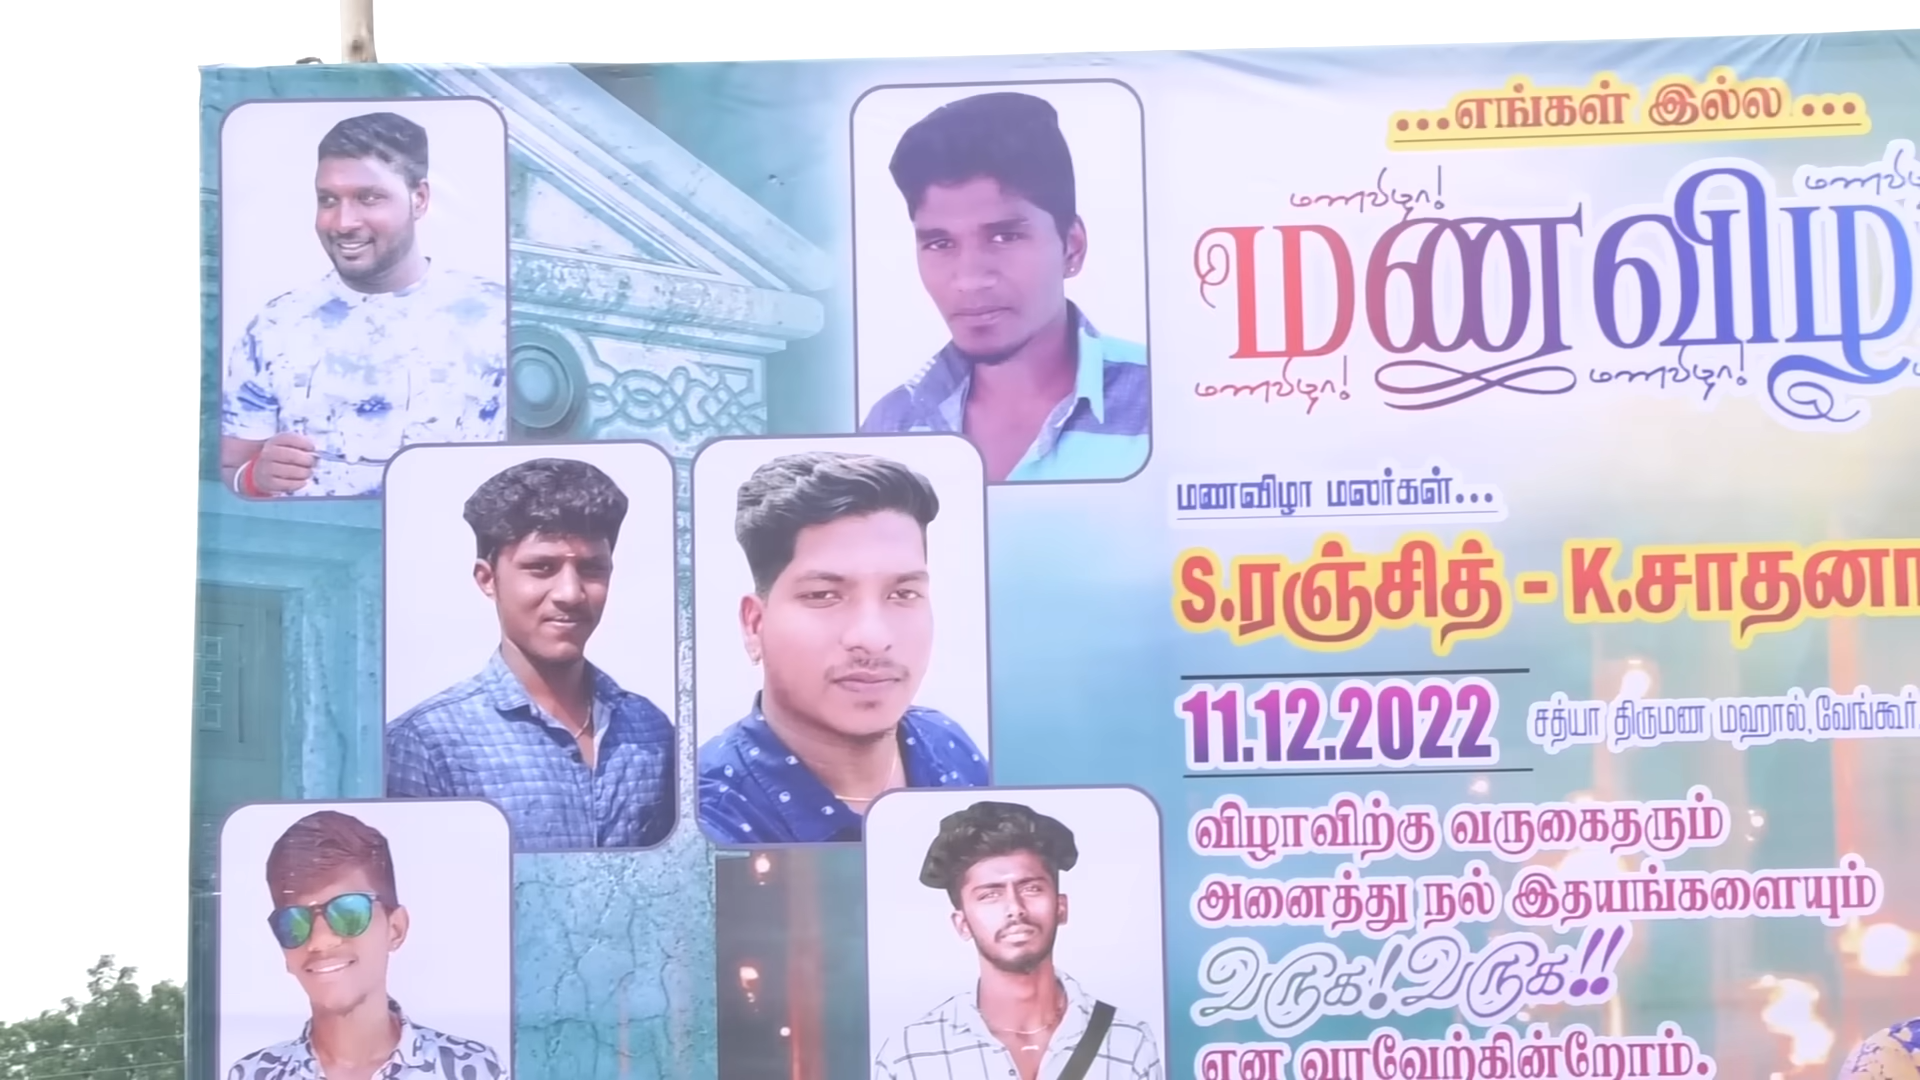 ...எங்கள் இல்ல...
மணவிழா!
மணவிழா!
மணவிழா!
மணவிழா!
மணவிழா மலர்கள்...
S.ரஞ்சித் - K.சாதனா
11.12.2022
சத்யா திருமண மஹால்,வேங்கூர்.
விழாவிற்கு வருகைதரும்
அனைத்து நல் இதயங்களையும்
வருக! வருக!!
என வரவேற்கின்றோம்.